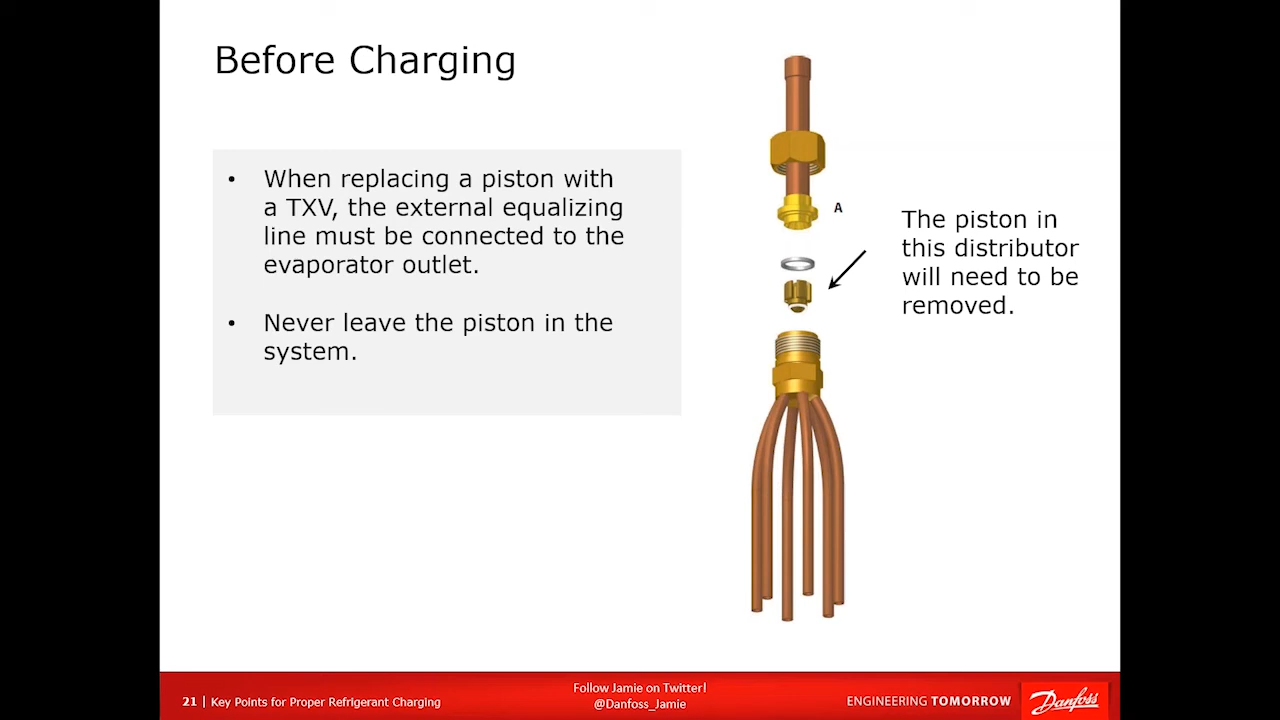 Before Charging
• When replacing a piston with
a TXV, the external equalizing
line must be connected to the
evaporator outlet.
• Never leave the piston in the
system.
A
The piston in
this distributor
will need to be
removed.
21 | Key Points for Proper Refrigerant Charging
Follow Jamie on Twitter!
@Danfoss_Jamie
ENGINEERING TOMORROW
Danfoss